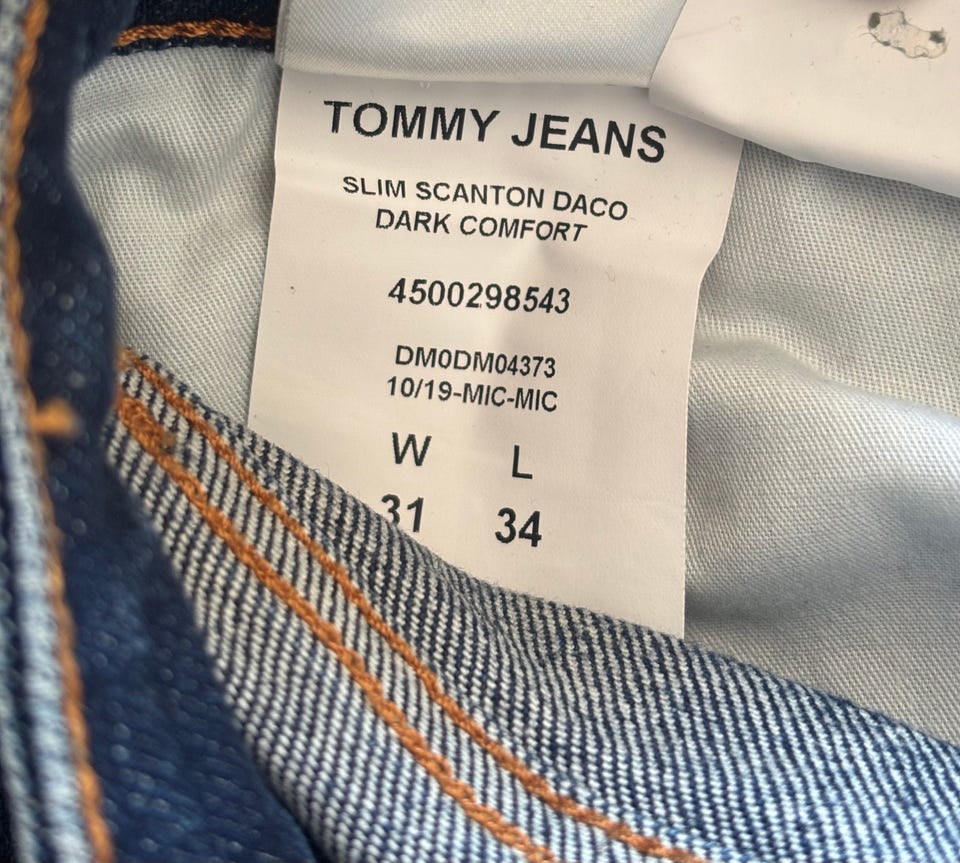 TOMMY JEANS
SLIM SCANTON DACO
DARK COMFORT
4500298543
DM0DM04373
10/19-MIC-MIC
W L
31 34